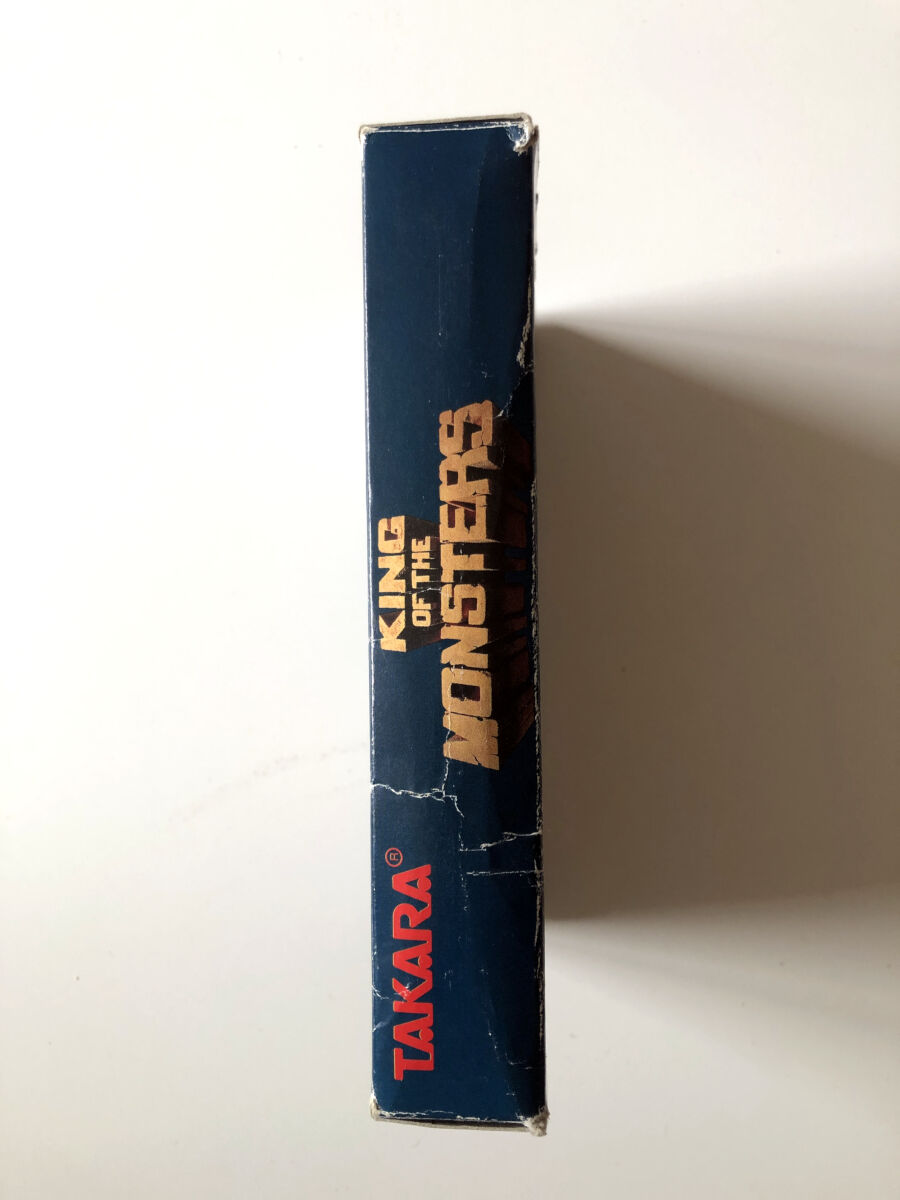 KING
OF THE
MONSTERS
TAKARA®